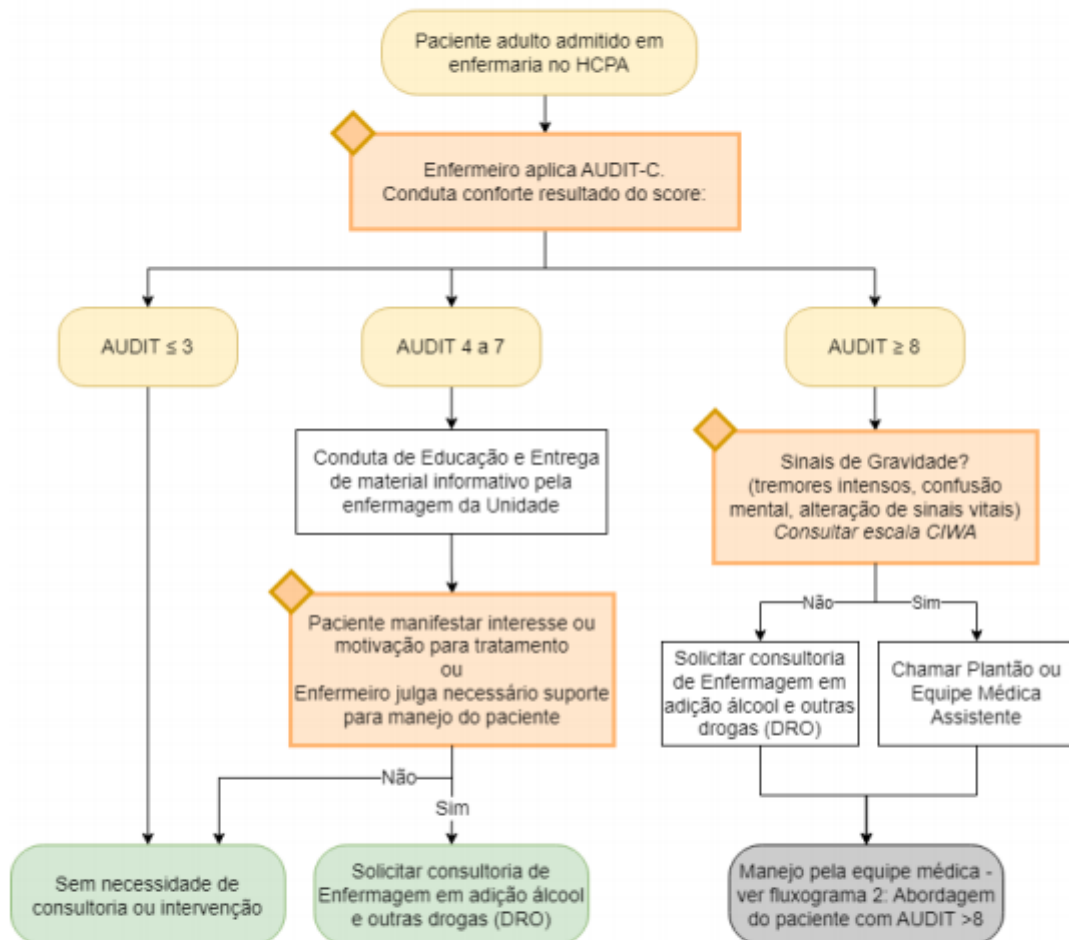 Paciente adulto admitido em
enfermaria no HCPA
Enfermeiro aplica AUDIT-C.
Conduta conforte resultado do score:
AUDIT ≤ 3
AUDIT 4 a 7
AUDIT ≥ 8
Conduta de Educação e Entrega
de material informativo pela
enfermagem da Unidade
Sinais de Gravidade?
(tremores intensos, confusão
mental, alteração de sinais vitais)
Consultar escala CIWA
Paciente manifestar interesse ou
motivação para tratamento
ou
Enfermeiro julga necessário suporte
para manejo do paciente
Não
Sim
Solicitar consultoria
de Enfermagem em
adição álcool e outras
drogas (DRO)
Chamar Plantão ou
Equipe Médica
Assistente
Não
Sim
Sem necessidade de
consultoria ou intervenção
Solicitar consultoria de
Enfermagem em adição álcool
e outras drogas (DRO)
Manejo pela equipe médica -
ver fluxograma 2: Abordagem
do paciente com AUDIT >8